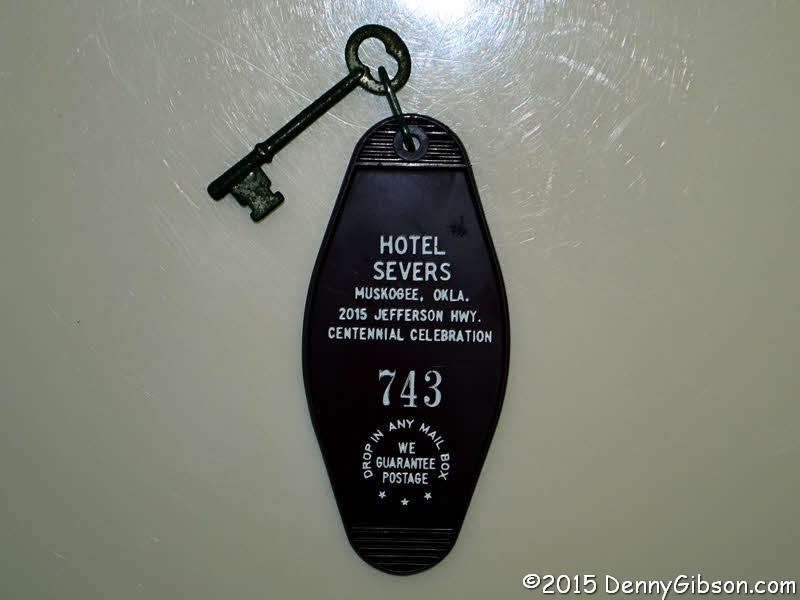 HOTEL
SEVERS
MUSKOGEE, OKLA.
2015 JEFFERSON HWY.
CENTENNIAL CELEBRATION
743
DROP IN ANY MAIL BOX
WE
GUARANTEE
POSTAGE
©2015 DennyGibson.com